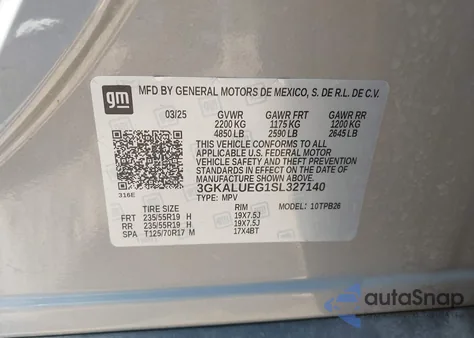 gm
MFD BY GENERAL MOTORS DE MEXICO, S. DE R.L. DE C.V.
03/25 GVWR GAWR FRT GAWR RR
2200 KG 1175 KG 1200 KG
4850 LB 2590 LB 2645 LB
THIS VEHICLE CONFORMS TO ALL
APPLICABLE U.S. FEDERAL MOTOR
VEHICLE SAFETY AND THEFT PREVENTION
STANDARDS IN EFFECT ON THE DATE
OF MANUFACTURE SHOWN ABOVE.
3GKALUEG1SL327140
316E
TYPE: MPV MODEL: 10TPB26
TIRE SIZE RIM
FRT 235/55R19 H 19X7.5J
RR 235/55R19 H 19X7.5J
SPA T125/70R17 M 17X4BT
autoSnap